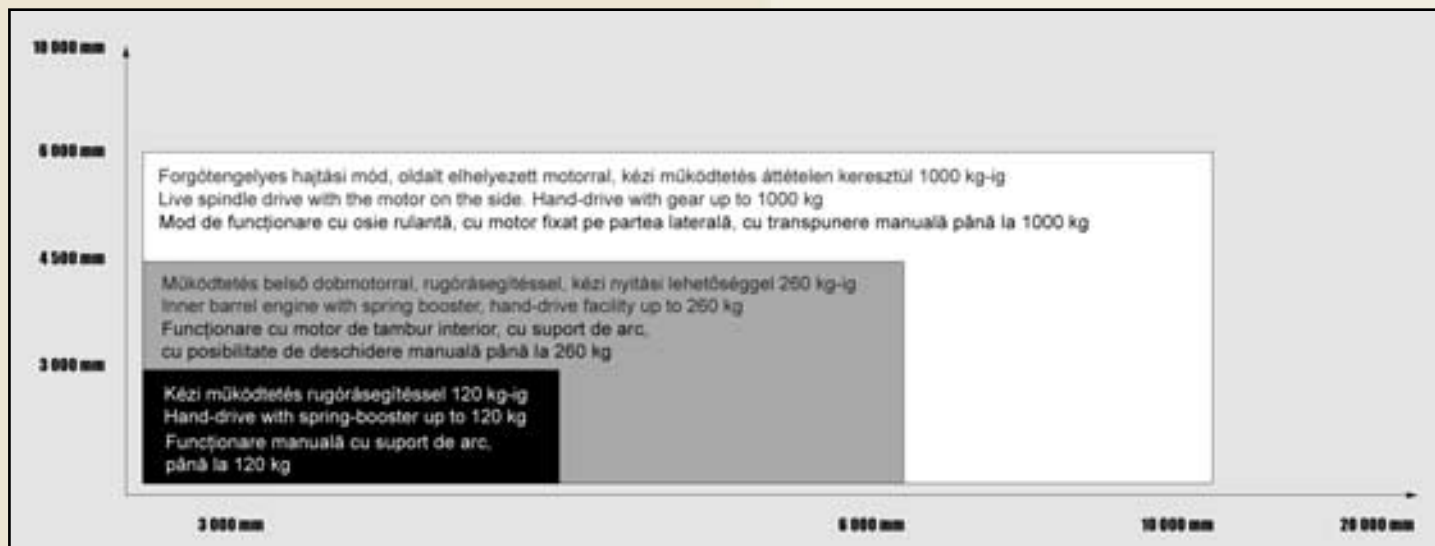 10 000 mm
6 000 mm
Forgótengelyes hajtási mód, oldalt elhelyezett motorral, kézi működtetés áttételen keresztül 1000 kg-ig
Live spindle drive with the motor on the side. Hand-drive with gear up to 1000 kg
Mod de funcționare cu osie rulantă, cu motor fixat pe partea laterală, cu transpunere manuală până la 1000 kg
4 500 mm
Működtetés belső dobmotorral, rugórásegítéssel, kézi nyitási lehetőséggel 260 kg-ig
Inner barrel engine with spring booster, hand-drive facility up to 260 kg
Funcționare cu motor de tambur interior, cu suport de arc,
cu posibilitate de deschidere manuală până la 260 kg
3 000 mm
Kézi működtetés rugórásegítéssel 120 kg-ig
Hand-drive with spring-booster up to 120 kg
Funcționare manuală cu suport de arc,
până la 120 kg
3 000 mm
6 000 mm
10 000 mm
20 000 mm